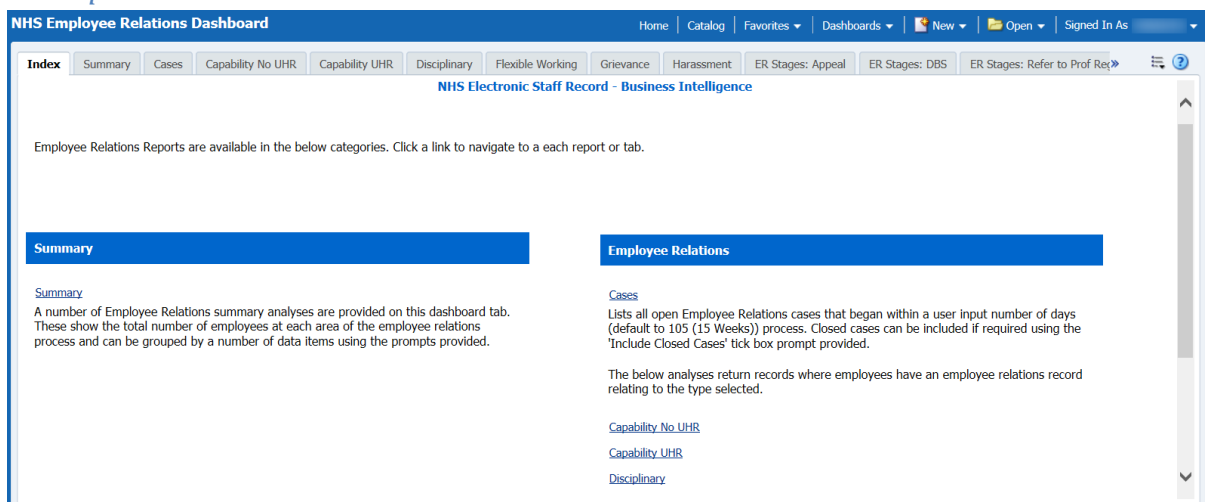 NHS Employee Relations Dashboard
Home Catalog Favorites Dashboards New Open Signed In As
Index Summary Cases Capability No UHR Capability UHR Disciplinary Flexible Working Grievance Harassment ER Stages: Appeal ER Stages: DBS ER Stages: Refer to Prof Reg»
NHS Electronic Staff Record - Business Intelligence
Employee Relations Reports are available in the below categories. Click a link to navigate to a each report or tab.
Summary
Summary
A number of Employee Relations summary analyses are provided on this dashboard tab.
These show the total number of employees at each area of the employee relations
process and can be grouped by a number of data items using the prompts provided.
Employee Relations
Cases
Lists all open Employee Relations cases that began within a user input number of days
(default to 105 (15 Weeks)) process. Closed cases can be included if required using the
'Include Closed Cases' tick box prompt provided.
The below analyses return records where employees have an employee relations record
relating to the type selected.
Capability No UHR
Capability UHR
Disciplinary